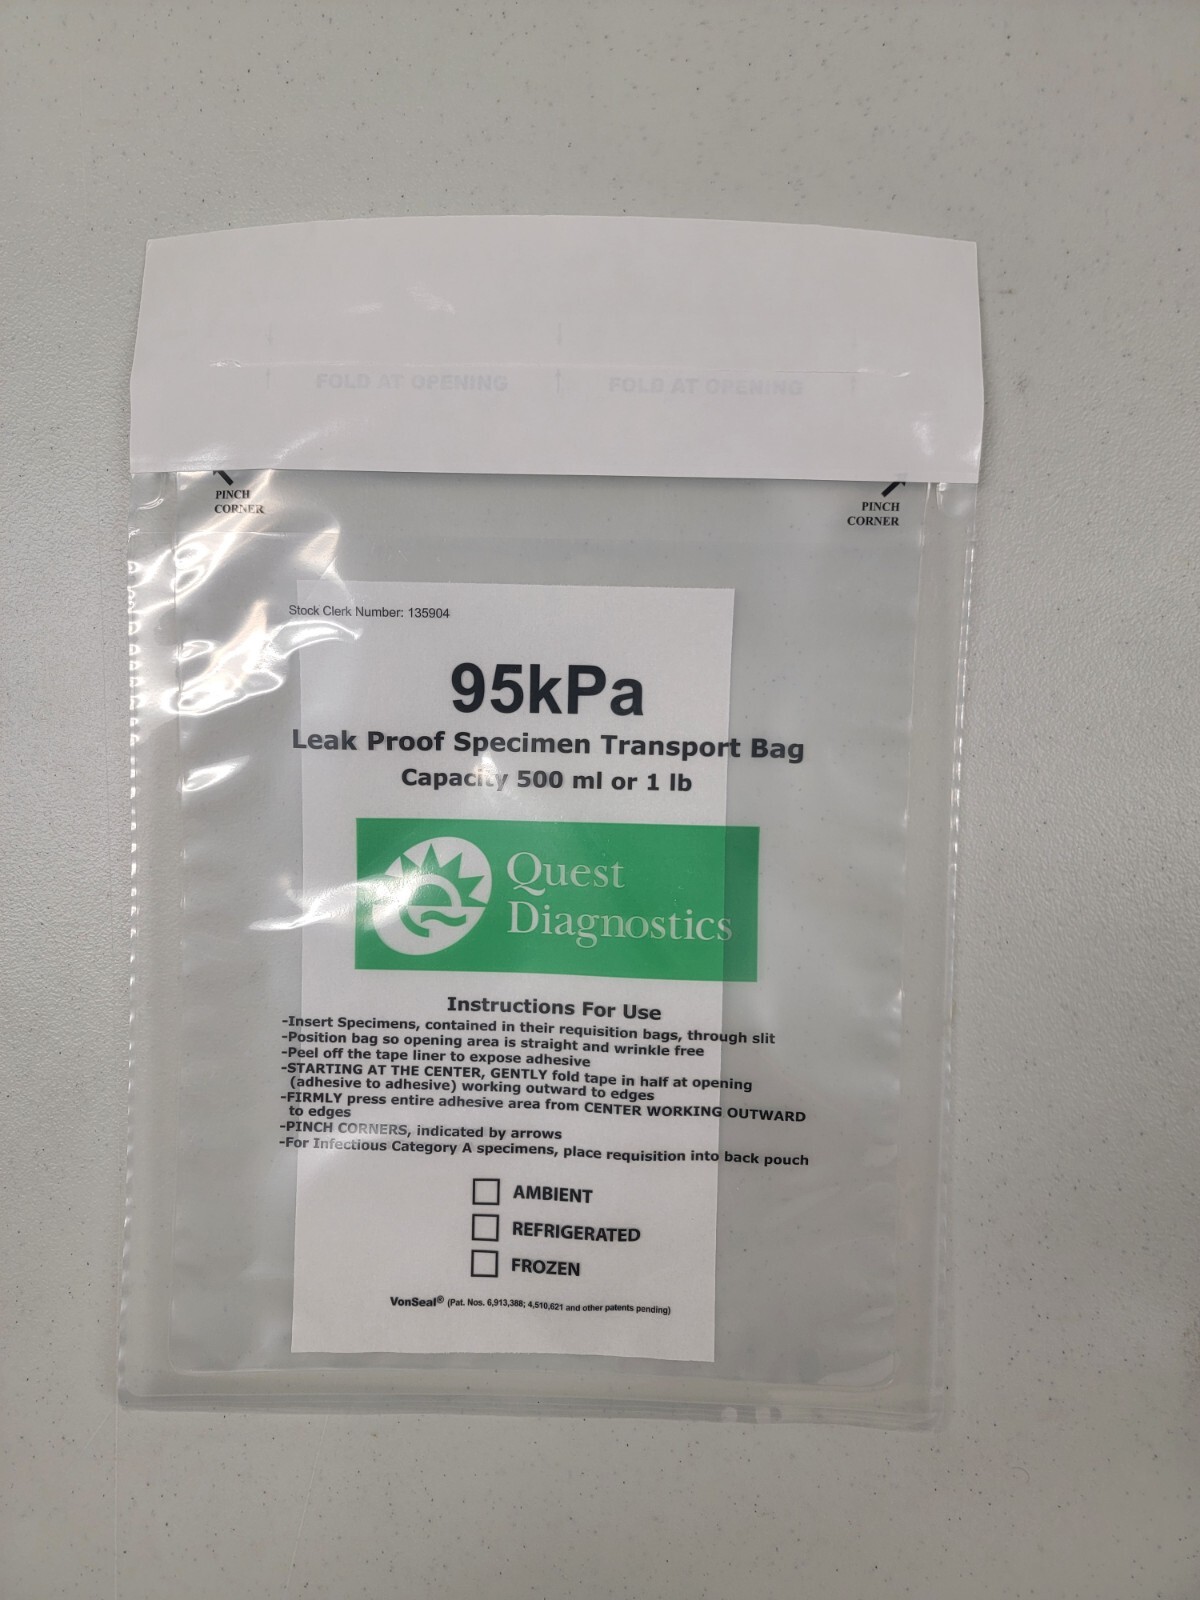 FOLD AT OPENING FOLD AT OPENING
PINCH
CORNER
PINCH
CORNER
Stock Clerk Number: 135904
95kPa
Leak Proof Specimen Transport Bag
Capacity 500 ml or 1 lb
Quest
Diagnostics
Instructions For Use
-Insert Specimens, contained in their requisition bags, through slit
-Position bag so opening area is straight and wrinkle free
-Peel off the tape liner to expose adhesive
-STARTING AT THE CENTER, GENTLY fold tape in half at opening
(adhesive to adhesive) working outward to edges
-FIRMLY press entire adhesive area from CENTER WORKING OUTWARD
to edges
-PINCH CORNERS, indicated by arrows
-For Infectious Category A specimens, place requisition into back pouch
AMBIENT
REFRIGERATED
FROZEN
VonSeal® (Pat. Nos. 6,913,388; 4,510,621 and other patents pending)